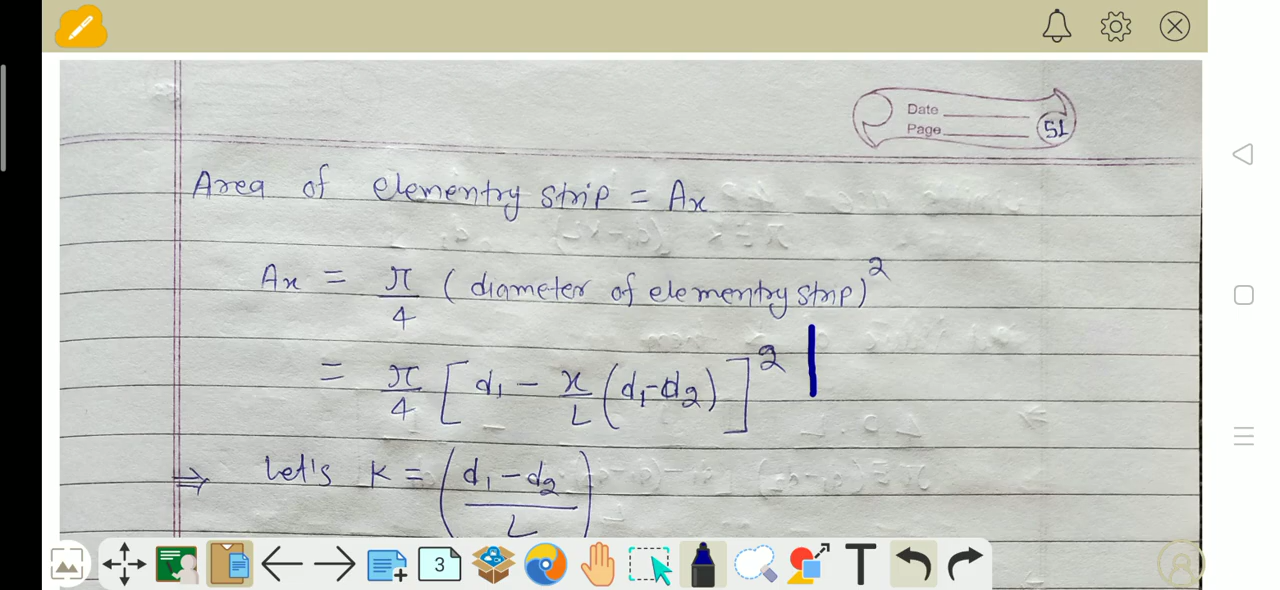 Date
Page 51
Area of elementry strip = Ax
Ax = π/4 (diameter of elementry strip)²
= π/4 [d₁ - x/L (d₁-d₂)]²
⇒ Let's K = (d₁-d₂/L)
3
T